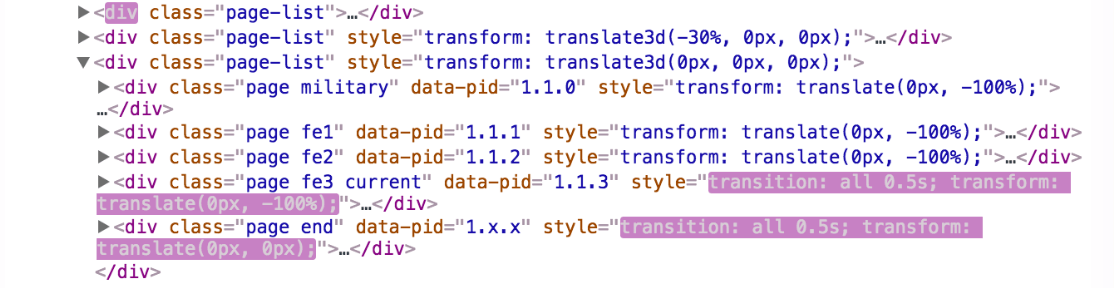 ▶<div class="page-list">…</div>
▶<div class="page-list" style="transform: translate3d(-30%, 0px, 0px);">…</div>
▼<div class="page-list" style="transform: translate3d(0px, 0px, 0px);">
▶<div class="page military" data-pid="1.1.0" style="transform: translate(0px, -100%);">
…</div>
▶<div class="page fe1" data-pid="1.1.1" style="transform: translate(0px, -100%);">…</div>
▶<div class="page fe2" data-pid="1.1.2" style="transform: translate(0px, -100%);">…</div>
▶<div class="page fe3 current" data-pid="1.1.3" style="transition: all 0.5s; transform:
translate(0px, -100%);">…</div>
▶<div class="page end" data-pid="1.x.x" style="transition: all 0.5s; transform:
translate(0px, 0px);">…</div>
</div>